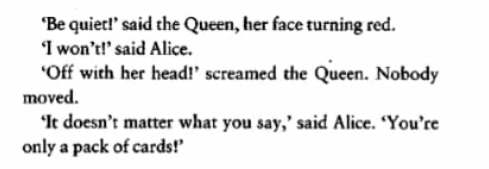 ‘Be quiet!’ said the Queen, her face turning red.
‘I won’t!’ said Alice.
‘Off with her head!’ screamed the Queen. Nobody
moved.
‘It doesn’t matter what you say,’ said Alice. ‘You’re
only a pack of cards!’